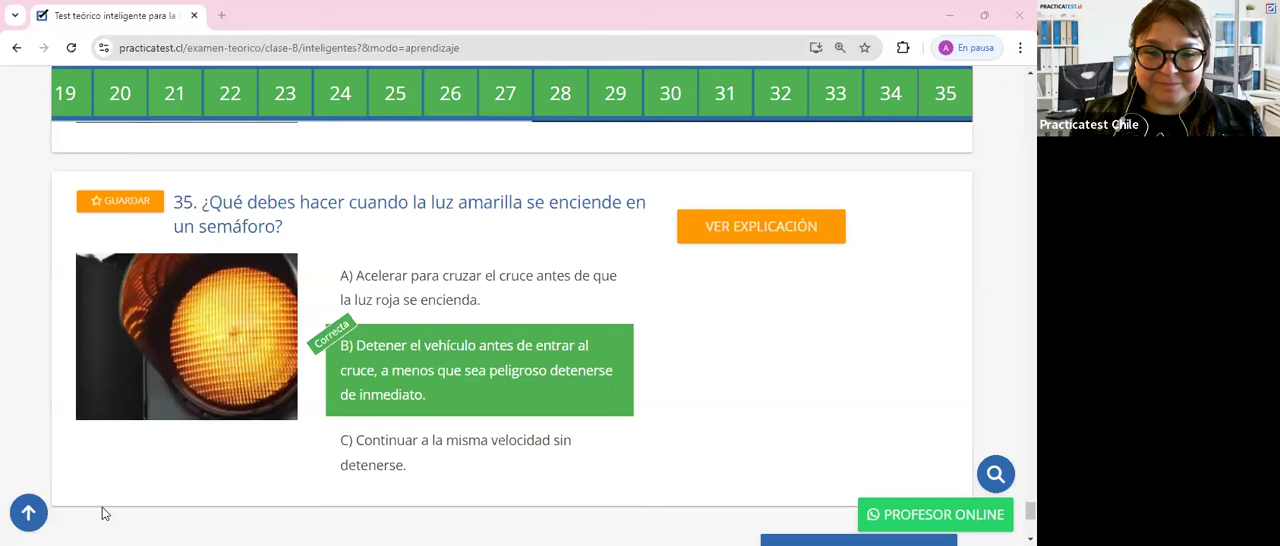 Test teórico inteligente para la
practicatest.cl/examen-teorico/clase-B/inteligentes?&modo=aprendizaje
A
En pausa
19 20 21 22 23 24 25 26 27 28 29 30 31 32 33 34 35
GUARDAR
35. ¿Qué debes hacer cuando la luz amarilla se enciende en
un semáforo?
VER EXPLICACIÓN
A) Acelerar para cruzar el cruce antes de que
la luz roja se encienda.
Correcta
B) Detener el vehículo antes de entrar al
cruce, a menos que sea peligroso detenerse
de inmediato.
C) Continuar a la misma velocidad sin
detenerse.
PROFESOR ONLINE
PRACTICATEST.cl
Practicatest Chile